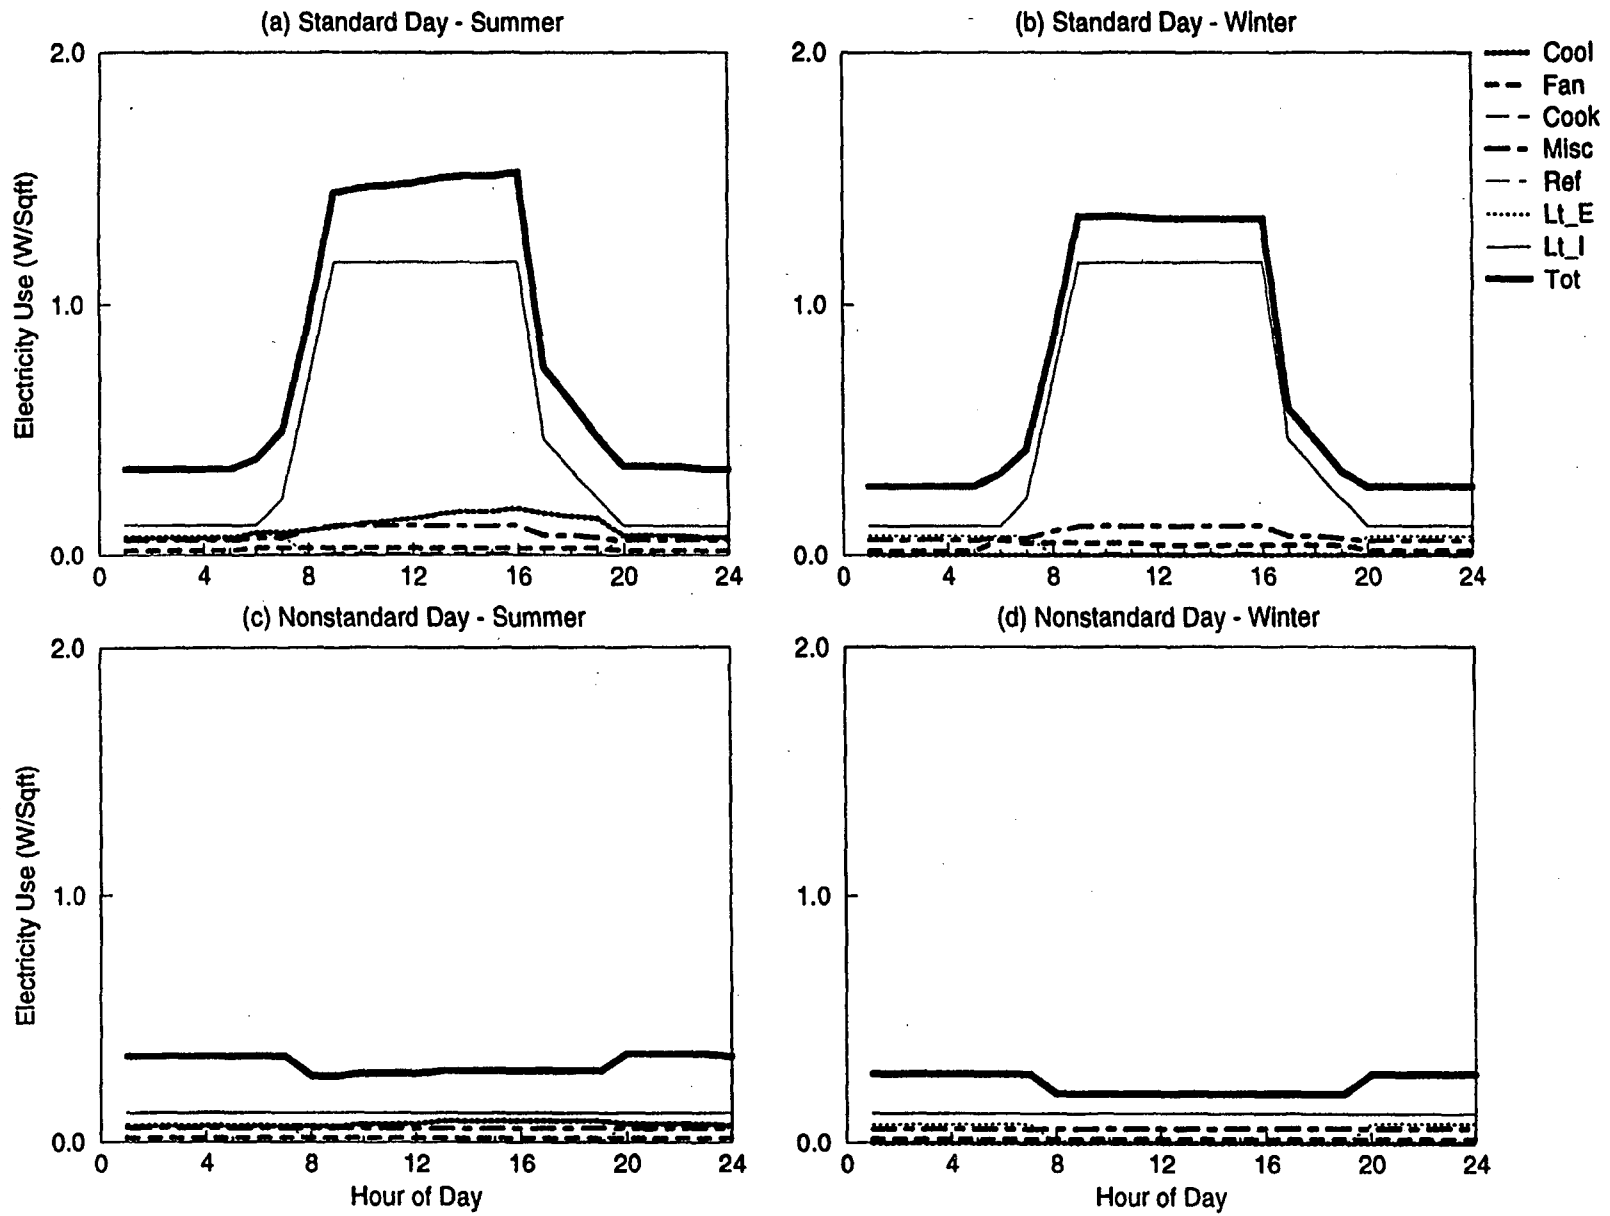 (a) Standard Day - Summer
2.0
1.0
0.0
Electricity Use (W/Sqft)
0 4 8 12 16 20 24
(b) Standard Day - Winter
2.0
1.0
0.0
0 4 8 12 16 20 24
Cool
Fan
Cook
Misc
Ref
Lt_E
Lt_I
Tot
(c) Nonstandard Day - Summer
2.0
1.0
0.0
Electricity Use (W/Sqft)
0 4 8 12 16 20 24
Hour of Day
(d) Nonstandard Day - Winter
2.0
1.0
0.0
0 4 8 12 16 20 24
Hour of Day